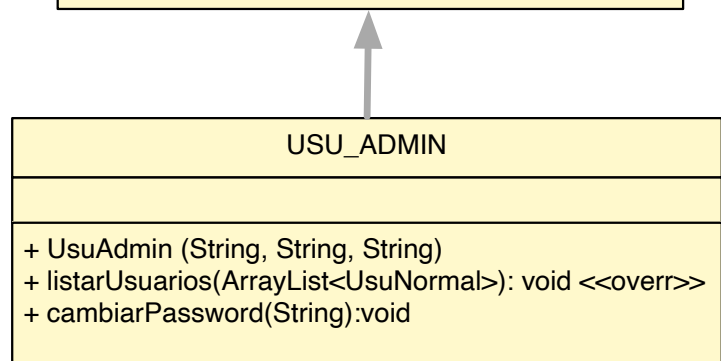 USU_ADMIN
+ UsuAdmin (String, String, String)
+ listarUsuarios(ArrayList<UsuNormal>): void <<overr>>
+ cambiarPassword(String):void